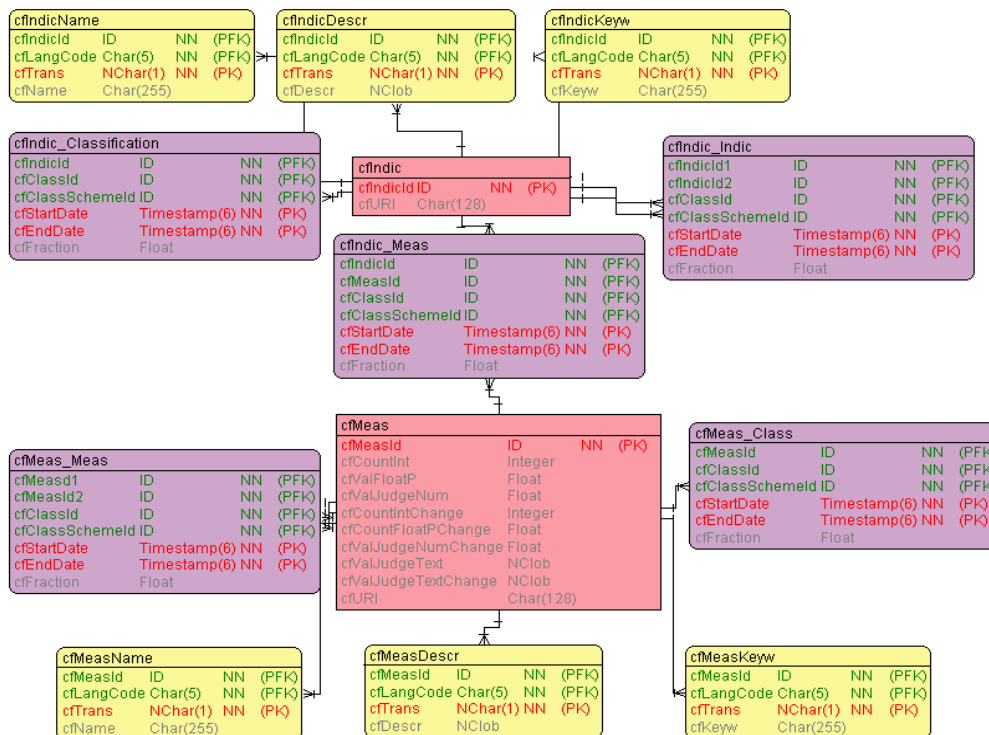 cfIndicName
cfIndicId ID NN (PFK)
cfLangCode Char(5) NN (PFK)
cfTrans NChar(1) NN (PK)
cfName Char(255)
cfIndicDescr
cfIndicId ID NN (PFK)
cfLangCode Char(5) NN (PFK)
cfTrans NChar(1) NN (PK)
cfDescr NClob
cfIndicKeyw
cfIndicId ID NN (PFK)
cfLangCode Char(5) NN (PFK)
cfTrans NChar(1) NN (PK)
cfKeyw Char(255)
cfIndic_Classification
cfIndicId ID NN (PFK)
cfClassId ID NN (PFK)
cfClassSchemeId ID NN (PFK)
cfStartDate Timestamp(6) NN (PK)
cfEndDate Timestamp(6) NN (PK)
cfFraction Float
cfIndic
cfIndicId ID NN (PK)
cfURI Char(128)
cfIndic_Indic
cfIndicId1 ID NN (PFK)
cfIndicId2 ID NN (PFK)
cfClassId ID NN (PFK)
cfClassSchemeId ID NN (PFK)
cfStartDate Timestamp(6) NN (PK)
cfEndDate Timestamp(6) NN (PK)
cfFraction Float
cfIndic_Meas
cfIndicId ID NN (PFK)
cfMeasId ID NN (PFK)
cfClassId ID NN (PFK)
cfClassSchemeId ID NN (PFK)
cfStartDate Timestamp(6) NN (PK)
cfEndDate Timestamp(6) NN (PK)
cfFraction Float
cfMeas
cfMeasId ID NN (PK)
cfCountInt Integer
cfValFloatP Float
cfValJudgeNum Float
cfCountIntChange Integer
cfCountFloatPChange Float
cfValJudgeNumChange Float
cfValJudgeText NClob
cfValJudgeTextChange NClob
cfURI Char(128)
cfMeas_Class
cfMeasId ID NN (PFK
cfClassId ID NN (PFK
cfClassSchemeId ID NN (PFK
cfStartDate Timestamp(6) NN (PK)
cfEndDate Timestamp(6) NN (PK)
cfFraction Float
cfMeas_Meas
cfMeasd1 ID NN (PFK)
cfMeasId2 ID NN (PFK)
cfClassId ID NN (PFK)
cfClassSchemeId ID NN (PFK)
cfStartDate Timestamp(6) NN (PK)
cfEndDate Timestamp(6) NN (PK)
cfFraction Float
cfMeasName
cfMeasId ID NN (PFK)
cfLangCode Char(5) NN (PFK)
cfTrans NChar(1) NN (PK)
cfName Char(255)
cfMeasDescr
cfMeasId ID NN (PFK)
cfLangCode Char(5) NN (PFK)
cfTrans NChar(1) NN (PK)
cfDescr NClob
cfMeasKeyw
cfMeasId ID NN (PFK)
cfLangCode Char(5) NN (PFK)
cfTrans NChar(1) NN (PK)
cfKeyw Char(255)